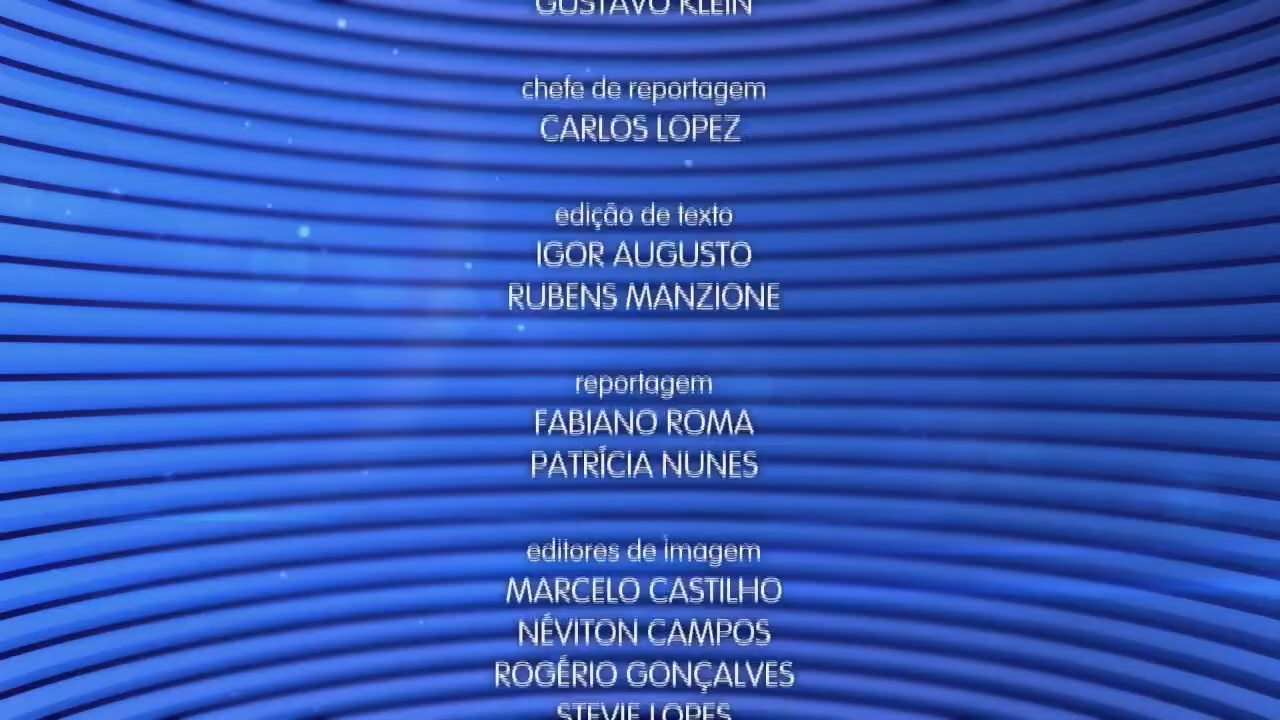 GUSTAVO KLEIN
chefe de reportagem
CARLOS LOPEZ
edição de texto
IGOR AUGUSTO
RUBENS MANZIONE
reportagem
FABIANO ROMA
PATRÍCIA NUNES
editores de imagem
MARCELO CASTILHO
NÉVITON CAMPOS
ROGÉRIO GONÇALVES
STEVIE LOPES